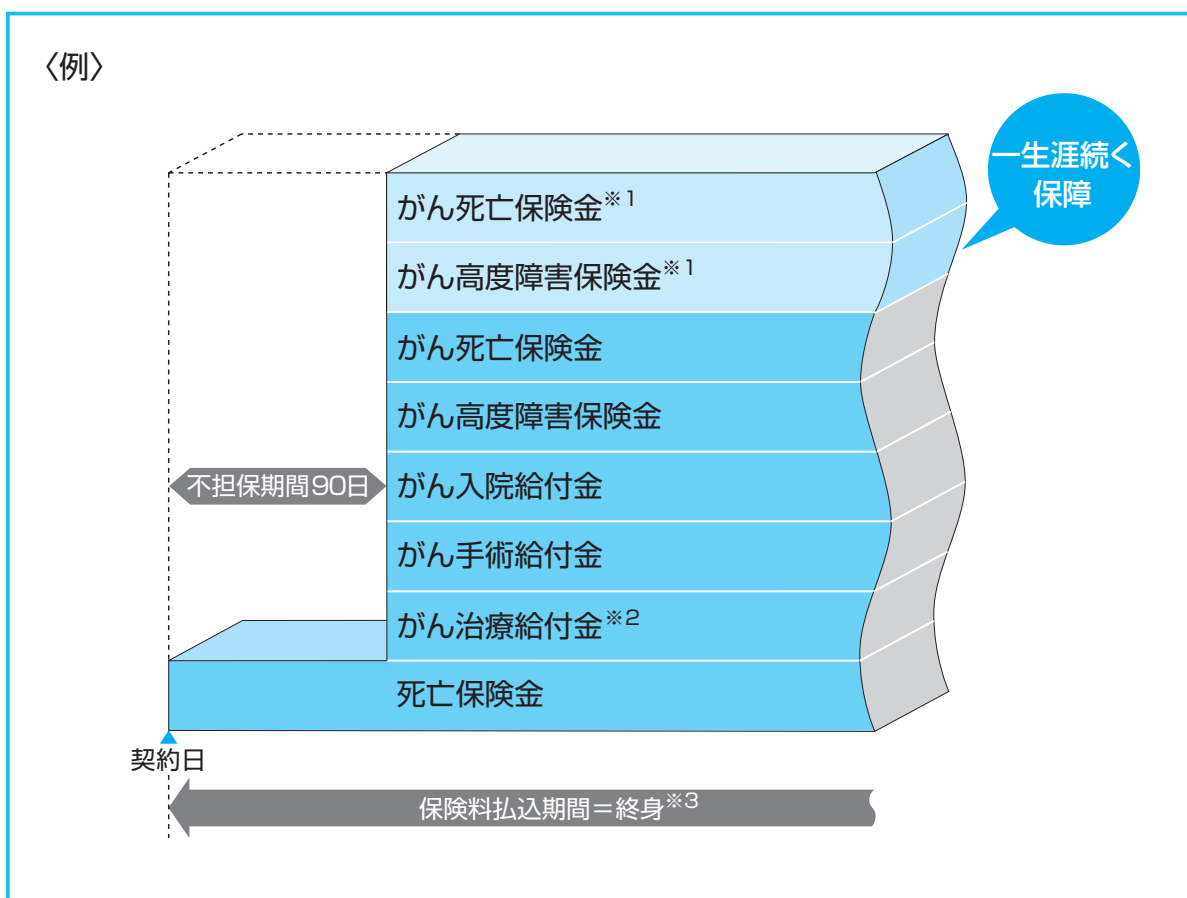 〈例〉
一生涯続く
保障
がん死亡保険金※1
がん高度障害保険金※1
がん死亡保険金
がん高度障害保険金
不担保期間90日
がん入院給付金
がん手術給付金
がん治療給付金※2
死亡保険金
契約日
保険料払込期間＝終身※3